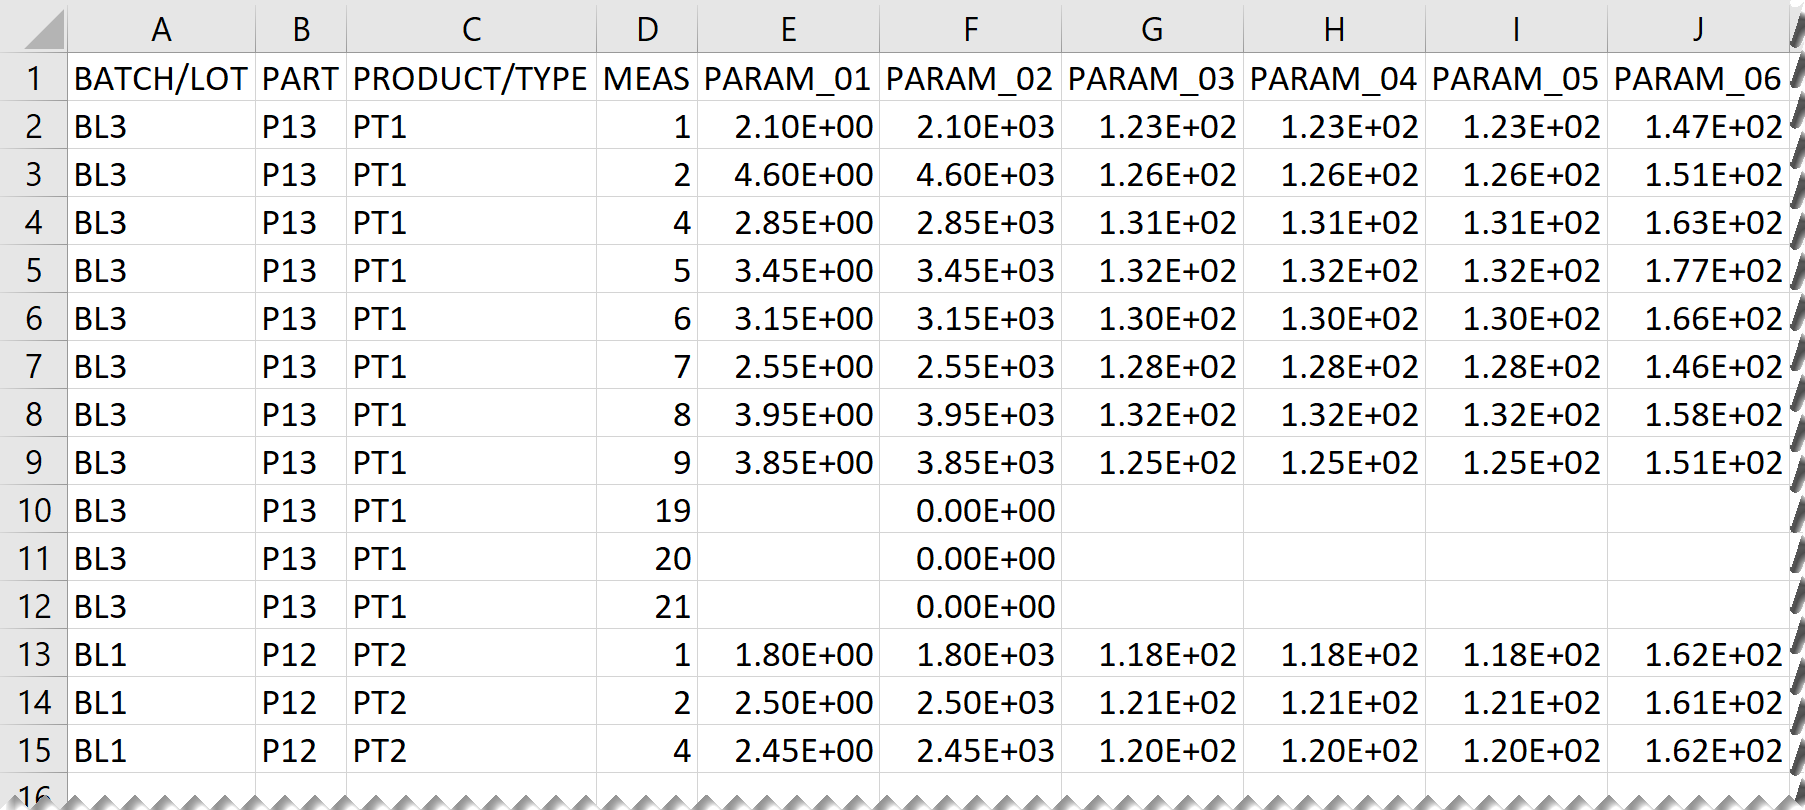 A B C D E F G H I J
1 BATCH/LOT PART PRODUCT/TYPE MEAS PARAM_01 PARAM_02 PARAM_03 PARAM_04 PARAM_05 PARAM_06
2 BL3 P13 PT1 1 2.10E+00 2.10E+03 1.23E+02 1.23E+02 1.23E+02 1.47E+02
3 BL3 P13 PT1 2 4.60E+00 4.60E+03 1.26E+02 1.26E+02 1.26E+02 1.51E+02
4 BL3 P13 PT1 4 2.85E+00 2.85E+03 1.31E+02 1.31E+02 1.31E+02 1.63E+02
5 BL3 P13 PT1 5 3.45E+00 3.45E+03 1.32E+02 1.32E+02 1.32E+02 1.77E+02
6 BL3 P13 PT1 6 3.15E+00 3.15E+03 1.30E+02 1.30E+02 1.30E+02 1.66E+02
7 BL3 P13 PT1 7 2.55E+00 2.55E+03 1.28E+02 1.28E+02 1.28E+02 1.46E+02
8 BL3 P13 PT1 8 3.95E+00 3.95E+03 1.32E+02 1.32E+02 1.32E+02 1.58E+02
9 BL3 P13 PT1 9 3.85E+00 3.85E+03 1.25E+02 1.25E+02 1.25E+02 1.51E+02
10 BL3 P13 PT1 19 0.00E+00
11 BL3 P13 PT1 20 0.00E+00
12 BL3 P13 PT1 21 0.00E+00
13 BL1 P12 PT2 1 1.80E+00 1.80E+03 1.18E+02 1.18E+02 1.18E+02 1.62E+02
14 BL1 P12 PT2 2 2.50E+00 2.50E+03 1.21E+02 1.21E+02 1.21E+02 1.61E+02
15 BL1 P12 PT2 4 2.45E+00 2.45E+03 1.20E+02 1.20E+02 1.20E+02 1.62E+02
16